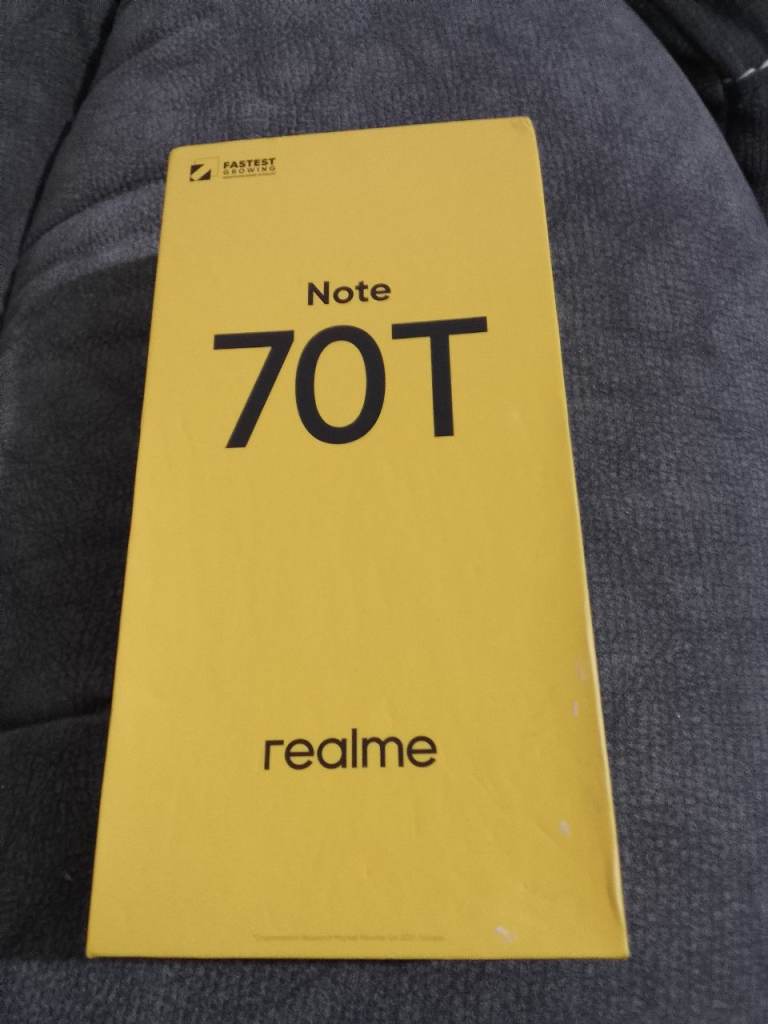 FASTEST
GROWING
Note
70T
realme